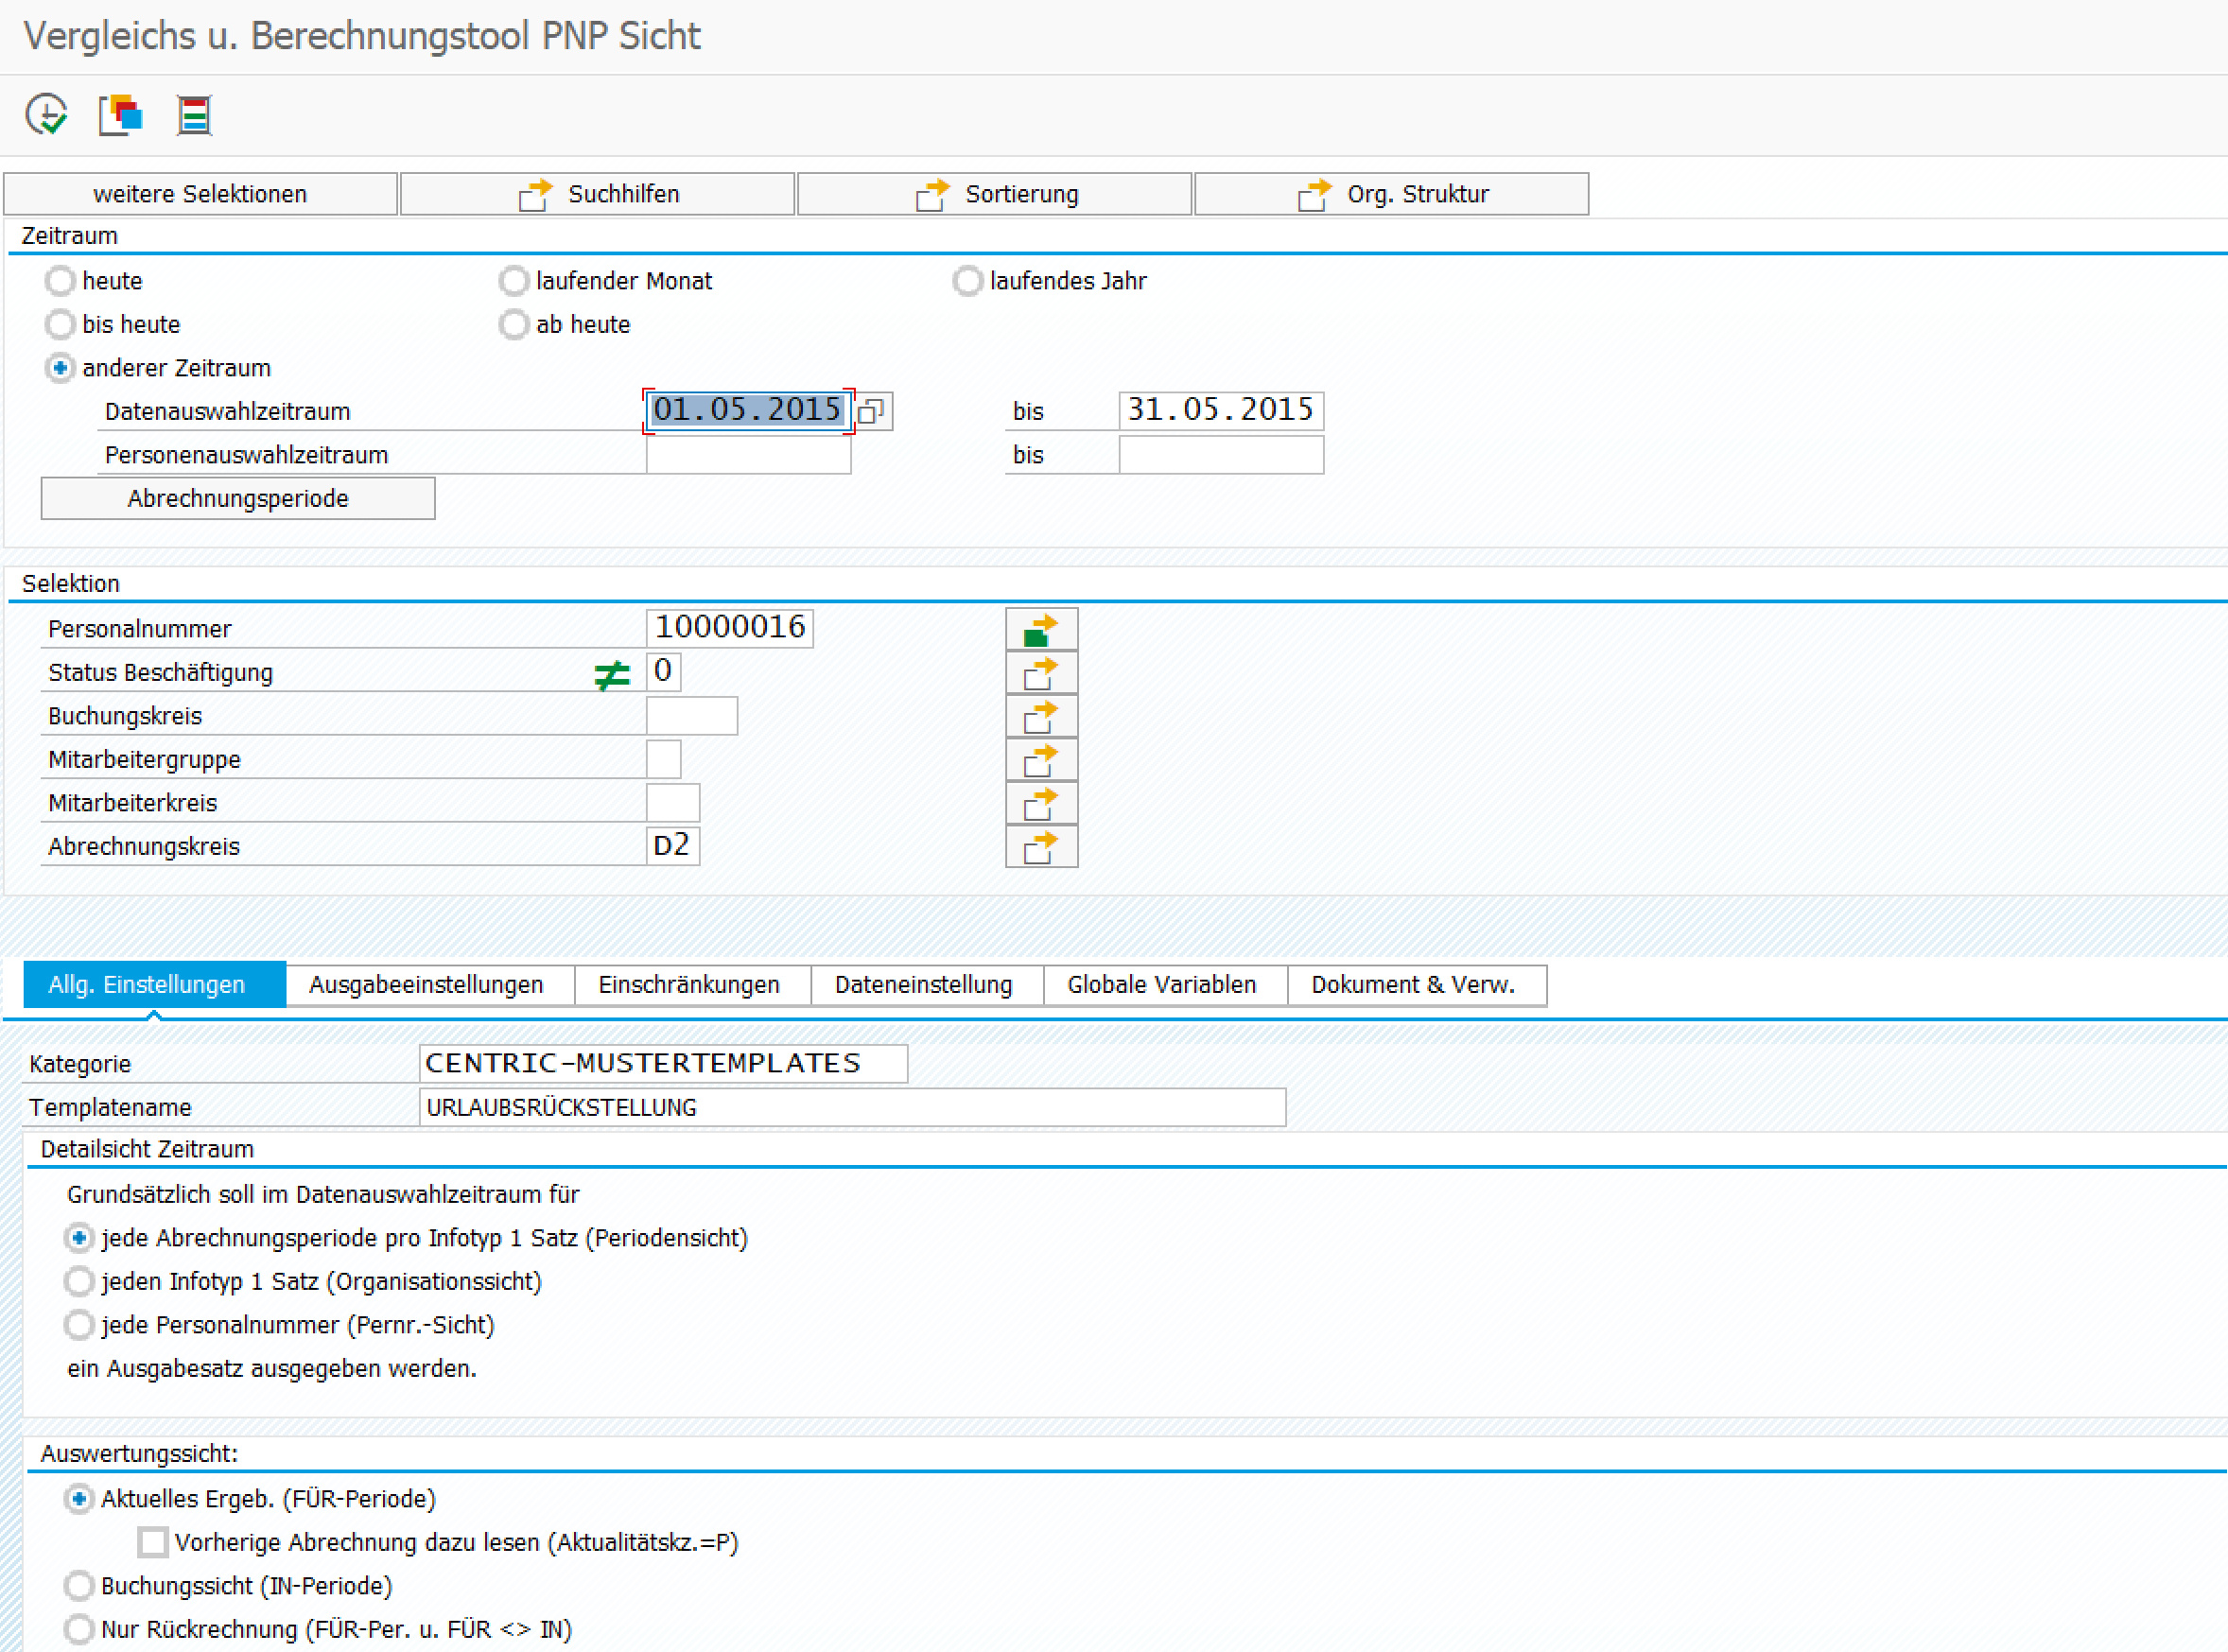 Vergleichs u. Berechnungstool PNP Sicht
weitere Selektionen Suchhilfen Sortierung Org. Struktur
Zeitraum
heute laufender Monat laufendes Jahr
bis heute ab heute
anderer Zeitraum
Datenauswahlzeitraum 01.05.2015 bis 31.05.2015
Personenauswahlzeitraum bis
Abrechnungsperiode
Selektion
Personalnummer 10000016
Status Beschäftigung ≠ 0
Buchungskreis
Mitarbeitergruppe
Mitarbeiterkreis
Abrechnungskreis D2
Allg. Einstellungen Ausgabeeinstellungen Einschränkungen Dateneinstellung Globale Variablen Dokument & Verw.
Kategorie CENTRIC-MUSTERTEMPLATES
Templatename URLAUBSRÜCKSTELLUNG
Detailsicht Zeitraum
Grundsätzlich soll im Datenauswahlzeitraum für
jede Abrechnungsperiode pro Infotyp 1 Satz (Periodensicht)
jeden Infotyp 1 Satz (Organisationssicht)
jede Personalnummer (Pernr.-Sicht)
ein Ausgabesatz ausgegeben werden.
Auswertungssicht:
Aktuelles Ergeb. (FÜR-Periode)
Vorherige Abrechnung dazu lesen (Aktualitätskz.=P)
Buchungssicht (IN-Periode)
Nur Rückrechnung (FÜR-Per. u. FÜR <> IN)